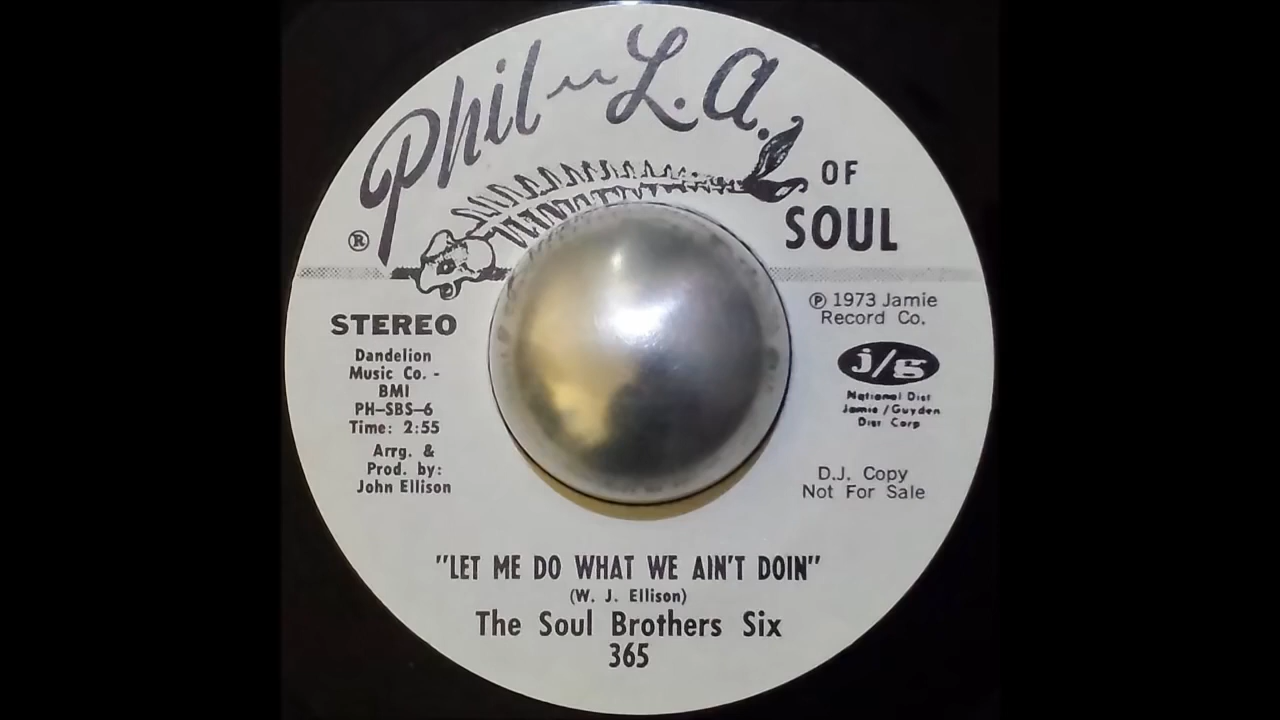 Phil-L.A.
OF
SOUL
®
STEREO
Dandelion
Music Co. -
BMI
PH-SBS-6
Time: 2:55
Arrg. &
Prod. by:
John Ellison
℗ 1973 Jamie
Record Co.
j/g
National Dist
Jamie/Guyden
Dist Corp
D.J. Copy
Not For Sale
"LET ME DO WHAT WE AIN'T DOIN"
(W. J. Ellison)
The Soul Brothers Six
365